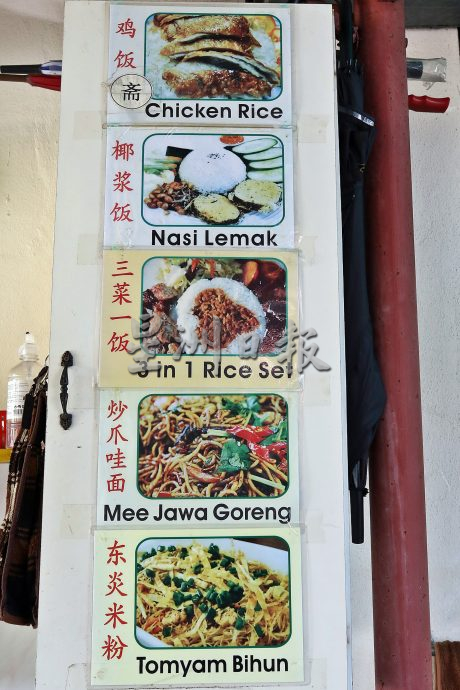 鸡饭
斋
Chicken Rice
椰浆饭
Nasi Lemak
三菜一饭
3 in 1 Rice Set
星洲日报
炒爪哇面
Mee Jawa Goreng
东炎米粉
Tomyam Bihun